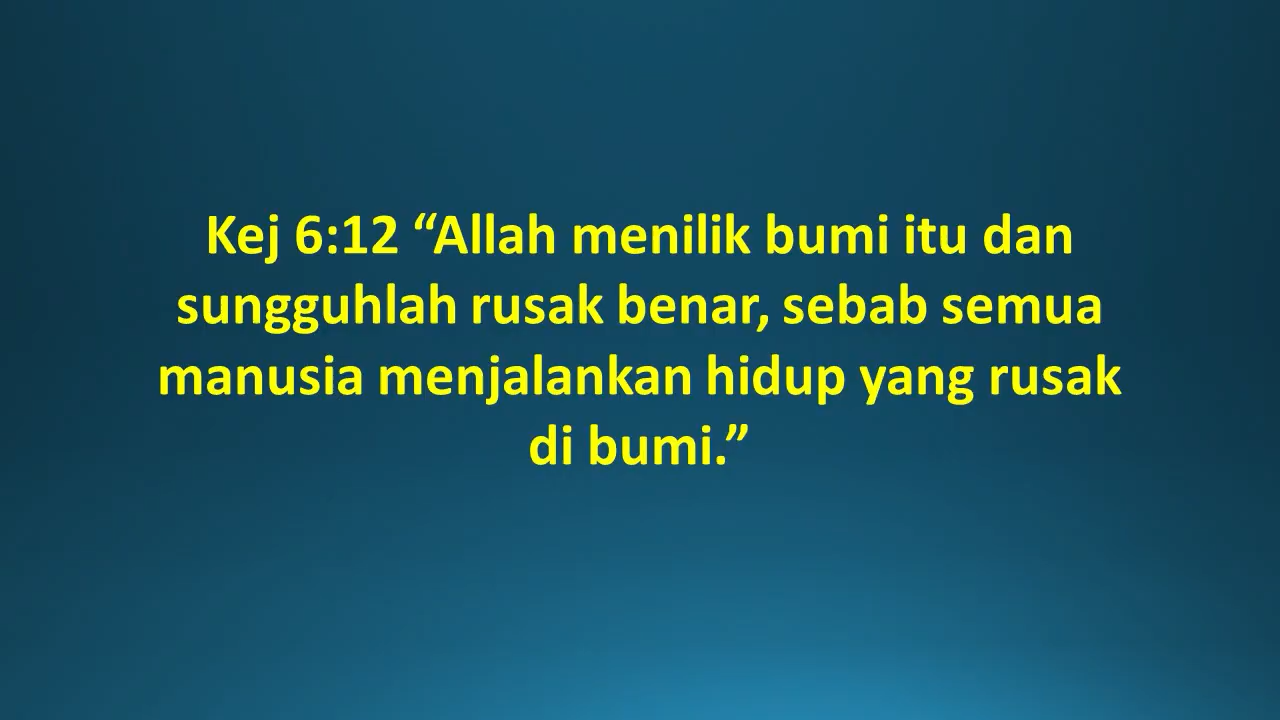 Kej 6:12 “Allah menilik bumi itu dan
sungguhlah rusak benar, sebab semua
manusia menjalankan hidup yang rusak
di bumi.”